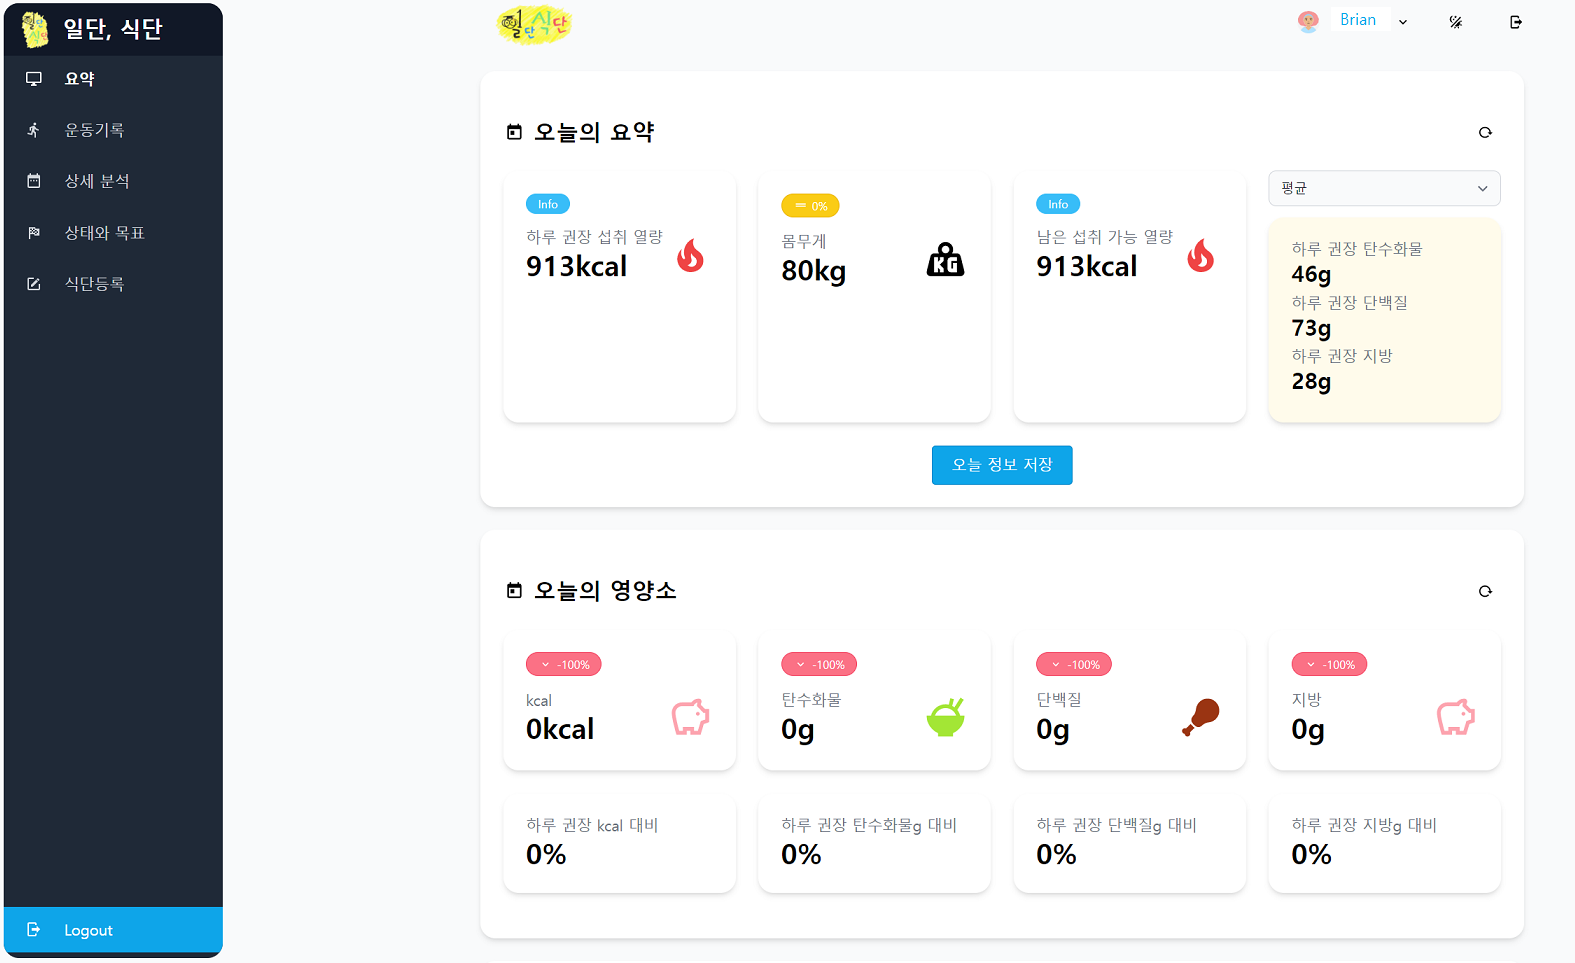 일단, 식단
요약
운동기록
상세 분석
상태와 목표
식단등록
Logout
일단 식단
Brian
오늘의 요약
Info
하루 권장 섭취 열량
913kcal
0%
몸무게
80kg
KG
Info
남은 섭취 가능 열량
913kcal
평균
하루 권장 탄수화물
46g
하루 권장 단백질
73g
하루 권장 지방
28g
오늘 정보 저장
오늘의 영양소
-100%
kcal
0kcal
-100%
탄수화물
0g
-100%
단백질
0g
-100%
지방
0g
하루 권장 kcal 대비
0%
하루 권장 탄수화물g 대비
0%
하루 권장 단백질g 대비
0%
하루 권장 지방g 대비
0%